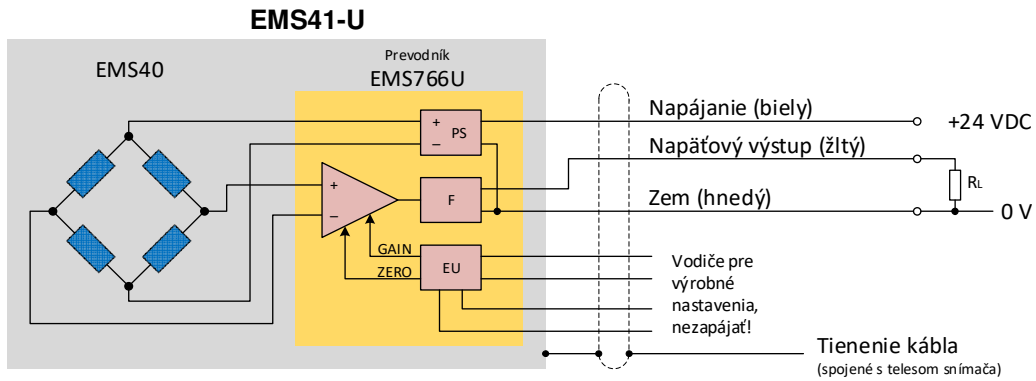 EMS41-U
EMS40
Prevodník
EMS766U
+
−
PS
+
−
F
GAIN
ZERO
EU
Napájanie (biely)
+24 VDC
Napäťový výstup (žltý)
RL
Zem (hnedý)
0 V
Vodiče pre
výrobné
nastavenia,
nezapájať!
Tienenie kábla
(spojené s telesom snímača)